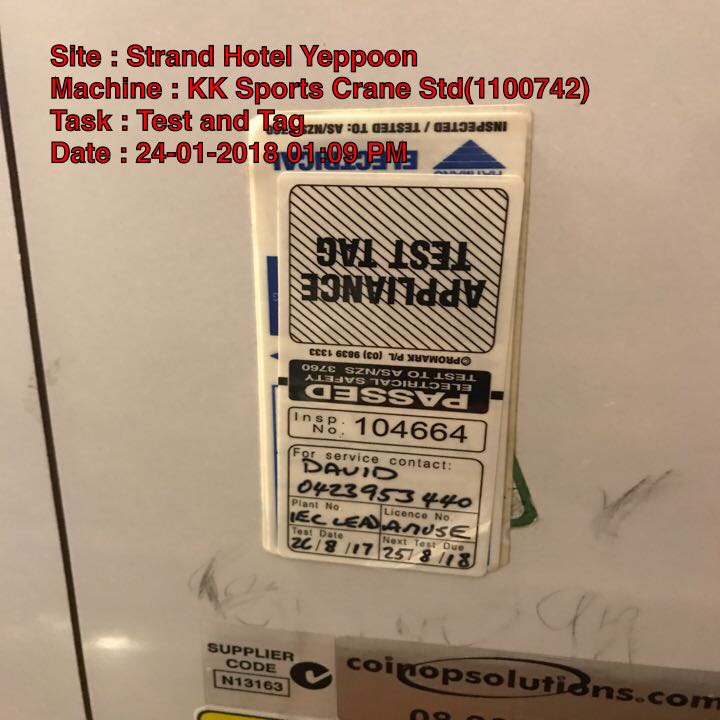 Site : Strand Hotel Yeppoon
Machine : KK Sports Crane Std(1100742)
Task : Test and Tag
Date : 24-01-2018 01:09 PM
INSPECTED / TESTED TO: AS/NZS 3760
ELECTRICAL
APPLIANCE
TEST TAG
©PROMARK P/L (03) 9839 1333
PASSED
ELECTRICAL SAFETY
TEST TO AS/NZS 3760
Insp. No. 104664
For service contact:
DAVID
0423953440
Plant No. Licence No.
IEC LEAD AMUSE
Test Date Next Test Due
26/8/17 25/8/18
SUPPLIER
CODE
N13163
coinopsolutions.com